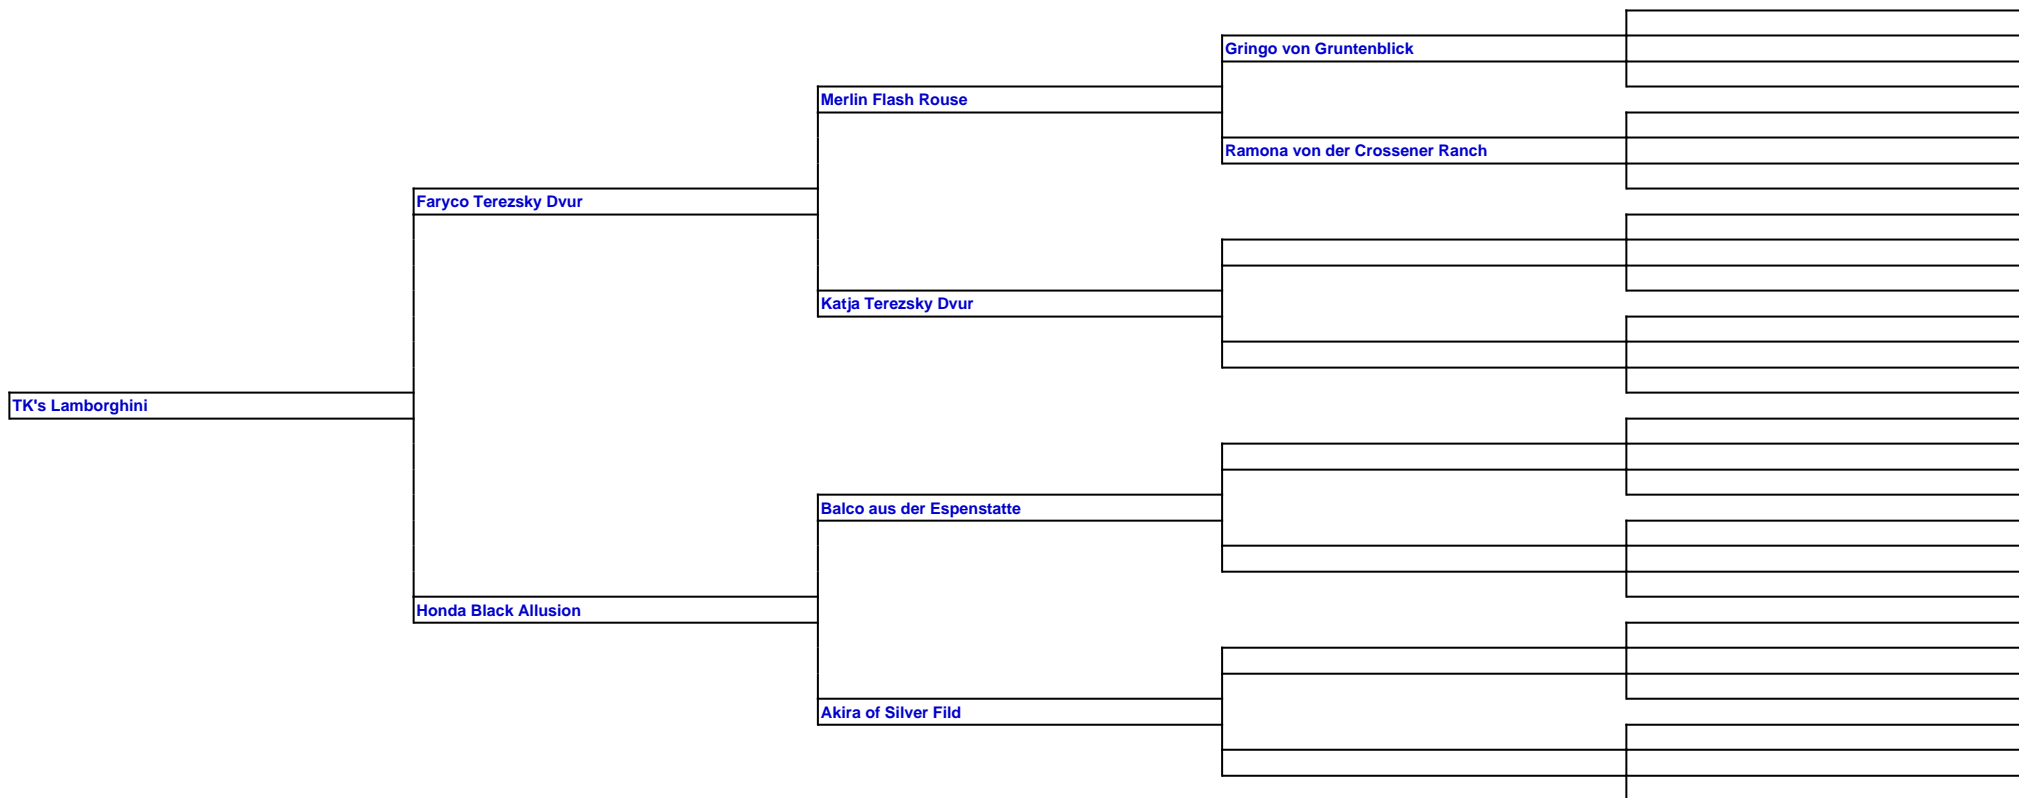 Gringo von Gruntenblick
Merlin Flash Rouse
Ramona von der Crossener Ranch
Faryco Terezsky Dvur
Katja Terezsky Dvur
TK's Lamborghini
Balco aus der Espenstatte
Honda Black Allusion
Akira of Silver Fild